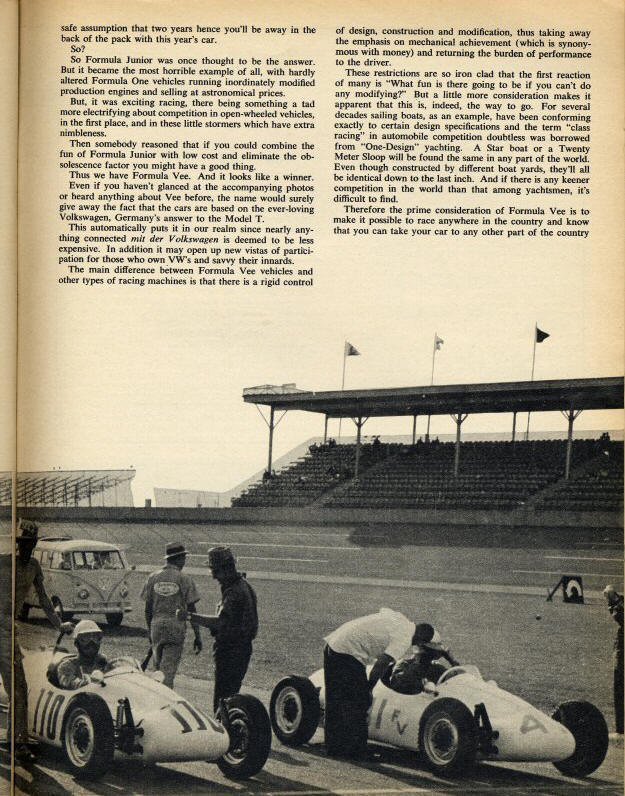 safe assumption that two years hence you'll be away in the
back of the pack with this year's car.
So?
So Formula Junior was once thought to be the answer.
But it became the most horrible example of all, with hardly
altered Formula One vehicles running inordinately modified
production engines and selling at astronomical prices.
But, it was exciting racing, there being something a tad
more electrifying about competition in open-wheeled vehicles,
in the first place, and in these little stormers which have extra
nimbleness.
Then somebody reasoned that if you could combine the
fun of Formula Junior with low cost and eliminate the ob-
solescence factor you might have a good thing.
Thus we have Formula Vee. And it looks like a winner.
Even if you haven't glanced at the accompanying photos
or heard anything about Vee before, the name would surely
give away the fact that the cars are based on the ever-loving
Volkswagen, Germany's answer to the Model T.
This automatically puts it in our realm since nearly any-
thing connected mit der Volkswagen is deemed to be less
expensive. In addition it may open up new vistas of partici-
pation for those who own VW's and savvy their innards.
The main difference between Formula Vee vehicles and
other types of racing machines is that there is a rigid control
of design, construction and modification, thus taking away
the emphasis on mechanical achievement (which is synony-
mous with money) and returning the burden of performance
to the driver.
These restrictions are so iron clad that the first reaction
of many is "What fun is there going to be if you can't do
any modifying?" But a little more consideration makes it
apparent that this is, indeed, the way to go. For several
decades sailing boats, as an example, have been conforming
exactly to certain design specifications and the term "class
racing" in automobile competition doubtless was borrowed
from "One-Design" yachting. A Star boat or a Twenty
Meter Sloop will be found the same in any part of the world.
Even though constructed by different boat yards, they'll all
be identical down to the last inch. And if there is any keener
competition in the world than that among yachtsmen, it's
difficult to find.
Therefore the prime consideration of Formula Vee is to
make it possible to race anywhere in the country and know
that you can take your car to any other part of the country
110
11
1
FV
4